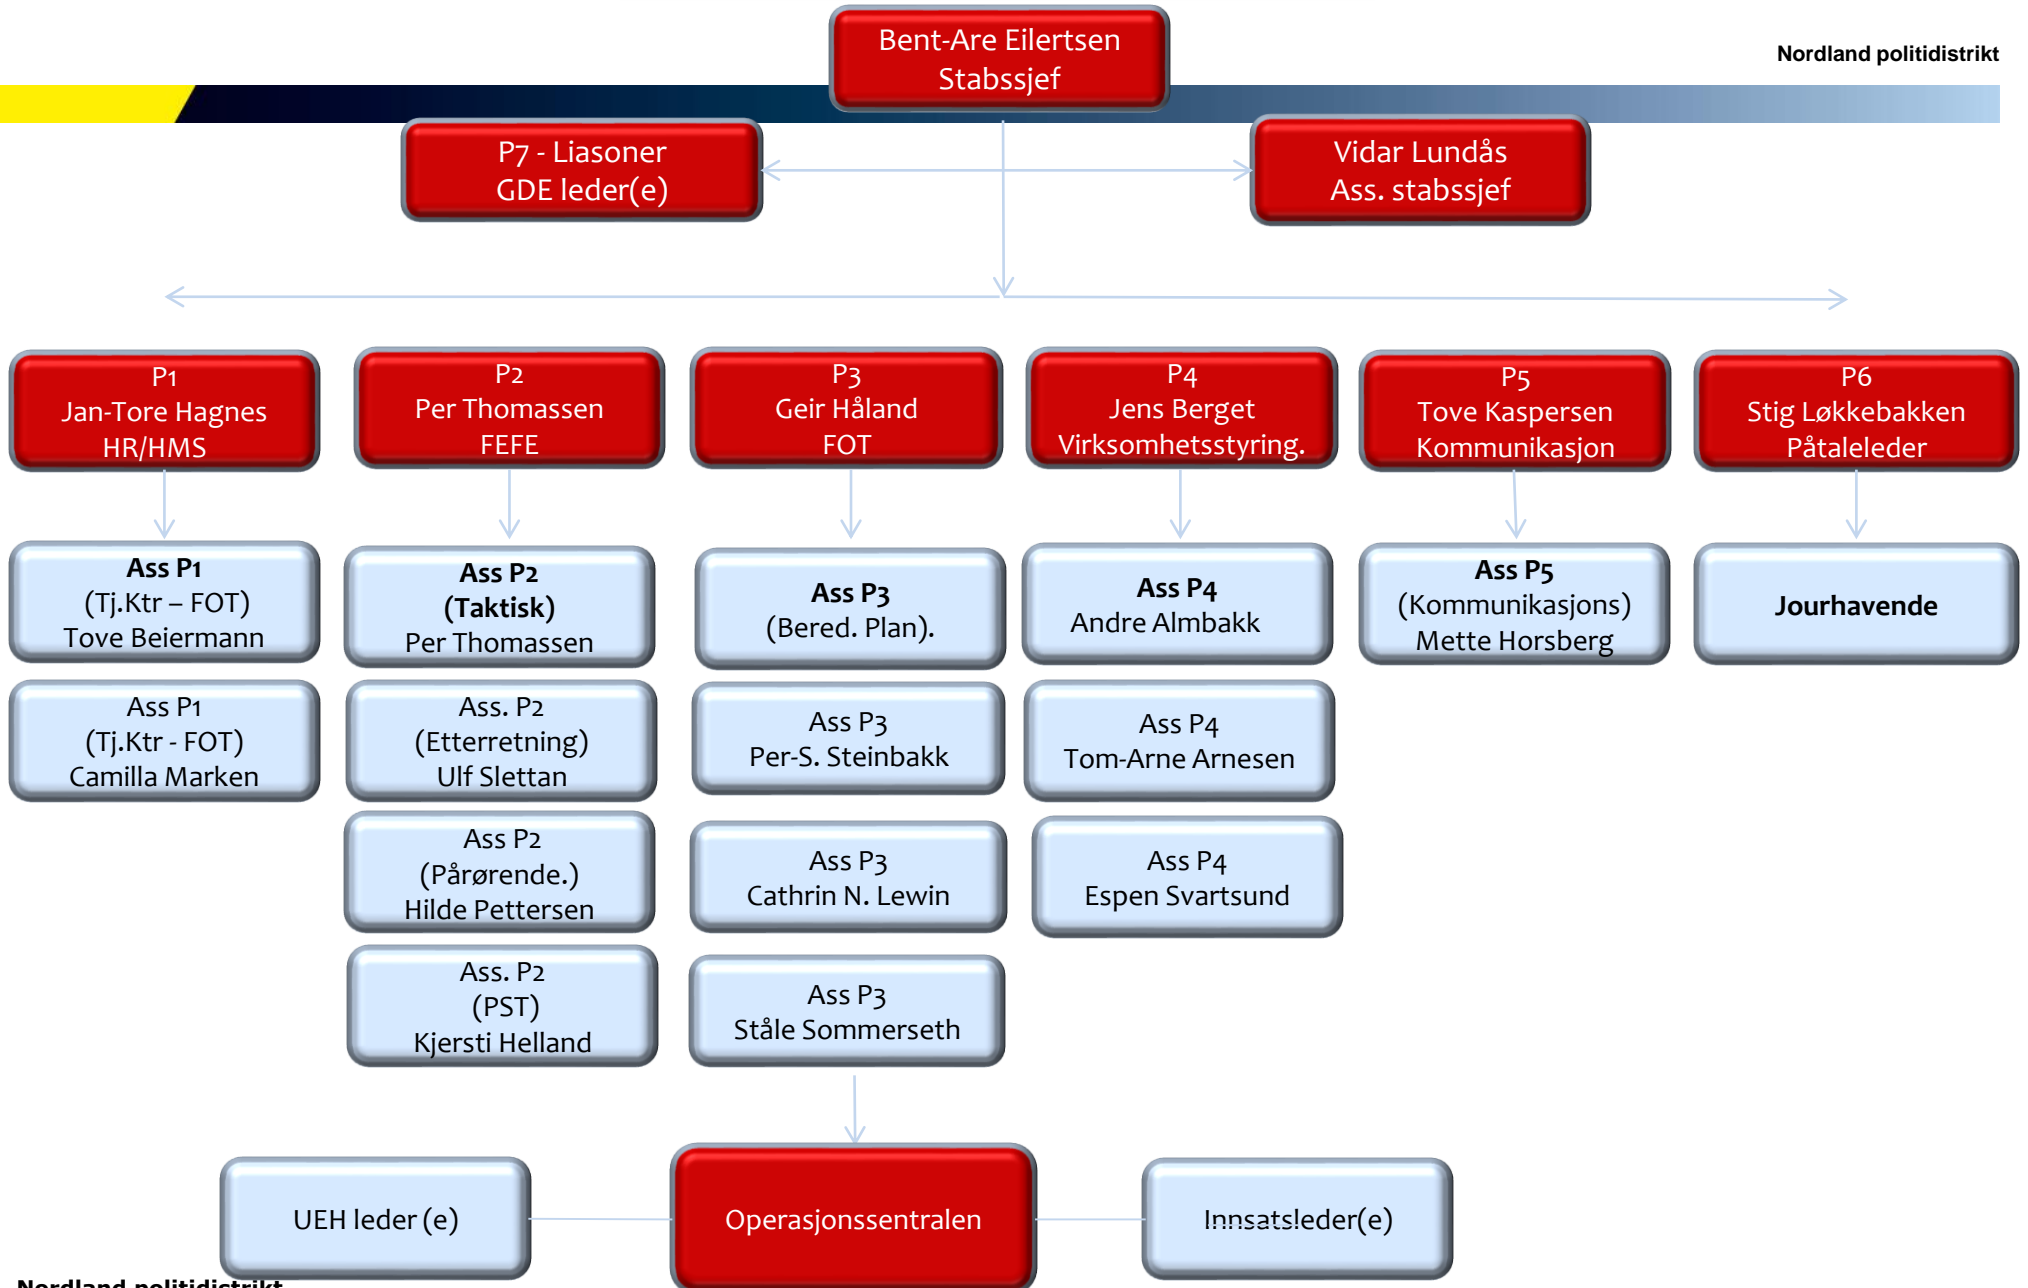 Bent-Are Eilertsen
Stabssjef
Nordland politidistrikt
P7 - Liasoner
GDE leder(e)
Vidar Lundås
Ass. stabssjef
P1
Jan-Tore Hagnes
HR/HMS
P2
Per Thomassen
FEFE
P3
Geir Håland
FOT
P4
Jens Berget
Virksomhetsstyring.
P5
Tove Kaspersen
Kommunikasjon
P6
Stig Løkkebakken
Påtaleleder
Ass P1
(Tj.Ktr – FOT)
Tove Beiermann
Ass P2
(Taktisk)
Per Thomassen
Ass P3
(Bered. Plan).
Ass P4
Andre Almbakk
Ass P5
(Kommunikasjons)
Mette Horsberg
Jourhavende
Ass P1
(Tj.Ktr - FOT)
Camilla Marken
Ass. P2
(Etterretning)
Ulf Slettan
Ass P3
Per-S. Steinbakk
Ass P4
Tom-Arne Arnesen
Ass P2
(Pårørende.)
Hilde Pettersen
Ass P3
Cathrin N. Lewin
Ass P4
Espen Svartsund
Ass. P2
(PST)
Kjersti Helland
Ass P3
Ståle Sommerseth
UEH leder (e)
Operasjonssentralen
Innsatsleder(e)
Nordland politidistrikt